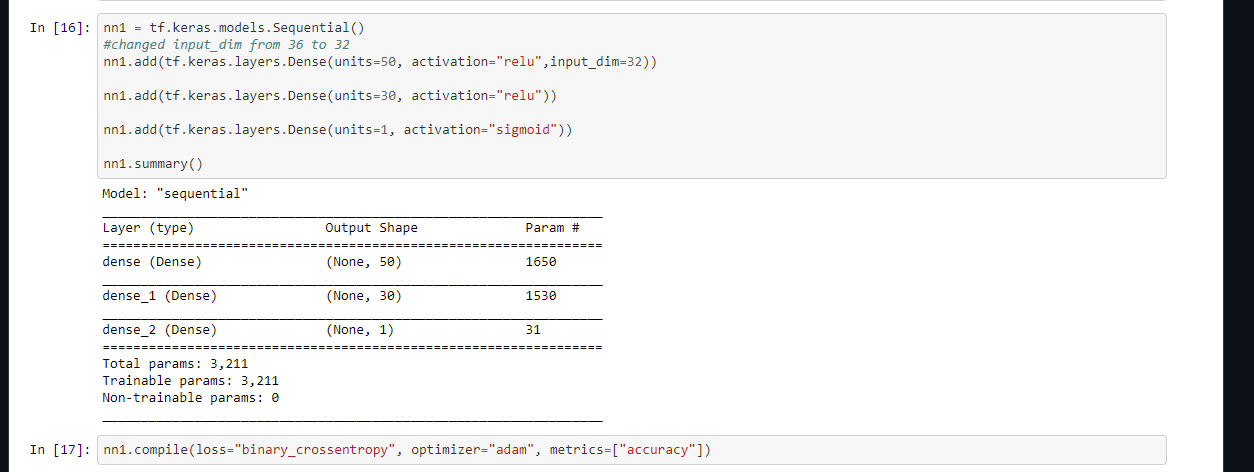 In [16]: nn1 = tf.keras.models.Sequential()
#changed input_dim from 36 to 32
nn1.add(tf.keras.layers.Dense(units=50, activation="relu",input_dim=32))
nn1.add(tf.keras.layers.Dense(units=30, activation="relu"))
nn1.add(tf.keras.layers.Dense(units=1, activation="sigmoid"))
nn1.summary()
Model: "sequential"
_________________________________________________________________
Layer (type) Output Shape Param #
=================================================================
dense (Dense) (None, 50) 1650
_________________________________________________________________
dense_1 (Dense) (None, 30) 1530
_________________________________________________________________
dense_2 (Dense) (None, 1) 31
=================================================================
Total params: 3,211
Trainable params: 3,211
Non-trainable params: 0
_________________________________________________________________
In [17]: nn1.compile(loss="binary_crossentropy", optimizer="adam", metrics=["accuracy"])